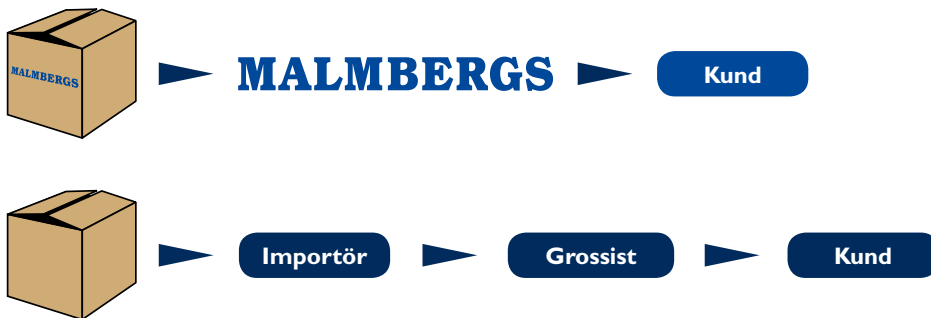 MALMBERGS
MALMBERGS
Kund
Importör
Grossist
Kund